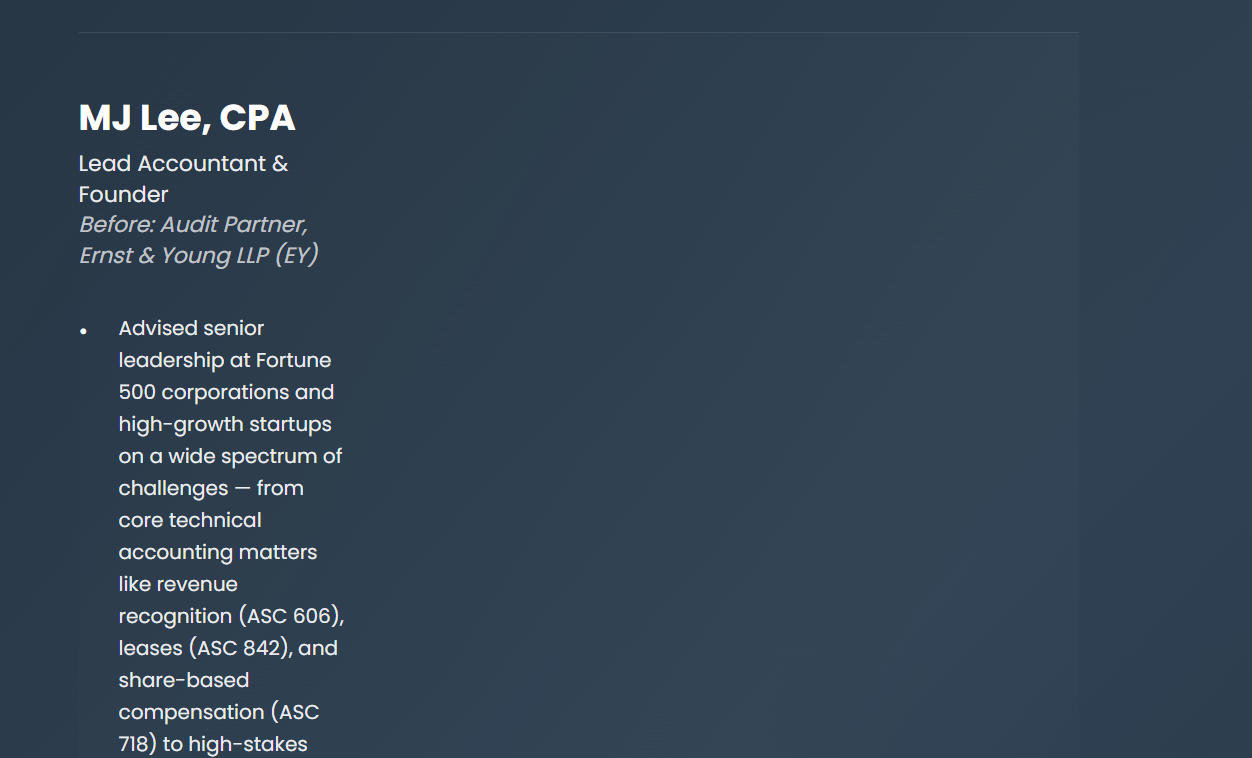 MJ Lee, CPA
Lead Accountant &
Founder
Before: Audit Partner,
Ernst & Young LLP (EY)
• Advised senior
leadership at Fortune
500 corporations and
high-growth startups
on a wide spectrum of
challenges — from
core technical
accounting matters
like revenue
recognition (ASC 606),
leases (ASC 842), and
share-based
compensation (ASC
718) to high-stakes